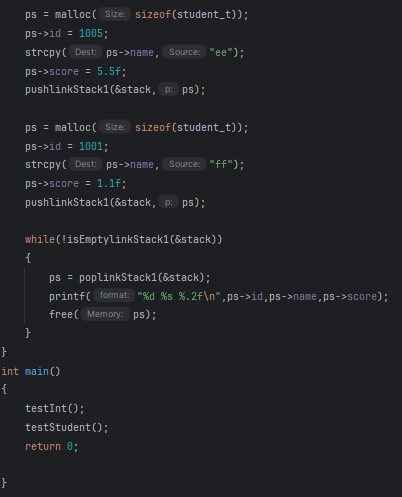 ps = malloc( Size: sizeof(student_t));
ps->id = 1005;
strcpy( Dest: ps->name, Source: "ee");
ps->score = 5.5f;
pushlinkStack1(&stack, p: ps);
ps = malloc( Size: sizeof(student_t));
ps->id = 1001;
strcpy( Dest: ps->name, Source: "ff");
ps->score = 1.1f;
pushlinkStack1(&stack, p: ps);
while(!isEmptylinkStack1(&stack))
{
ps = poplinkStack1(&stack);
printf( format: "%d %s %.2f\n",ps->id,ps->name,ps->score);
free( Memory: ps);
}
}
int main()
{
testInt();
testStudent();
return 0;
}